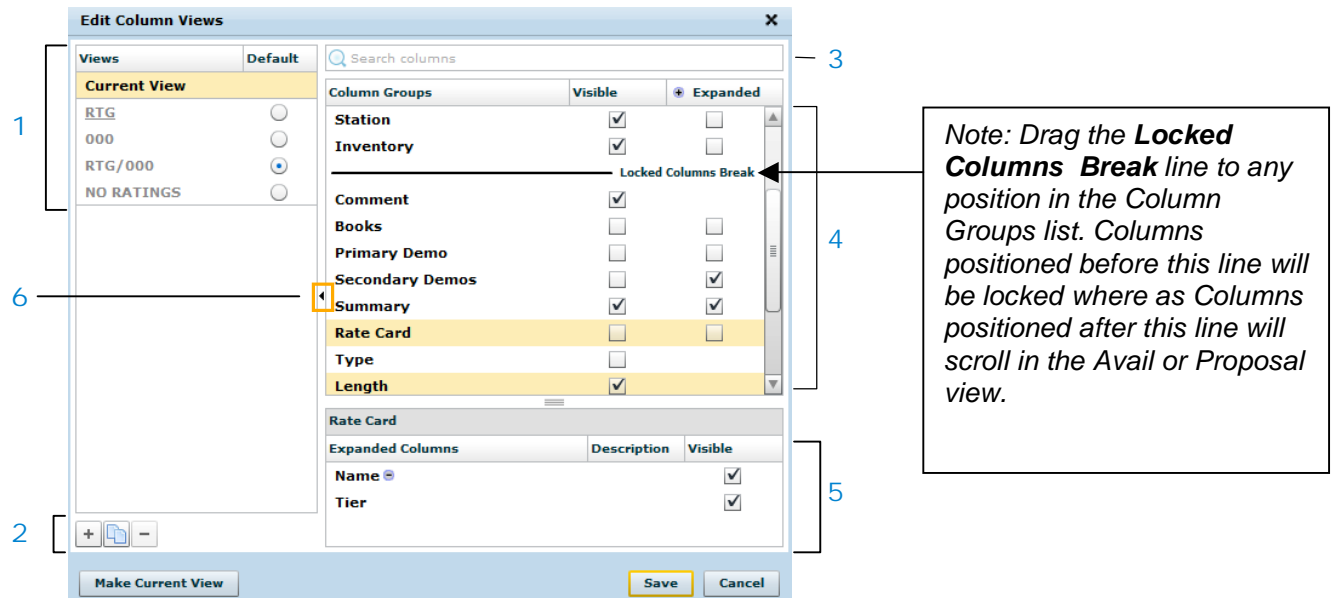 Edit Column Views
Views Default
Current View
RTG
000
RTG/000
NO RATINGS
Search columns
Column Groups Visible Expanded
Station
Inventory
Locked Columns Break
Comment
Books
Primary Demo
Secondary Demos
Summary
Rate Card
Type
Length
Rate Card
Expanded Columns Description Visible
Name
Tier
Make Current View Save Cancel
1
2
3
4
5
6
Note: Drag the Locked
Columns Break line to any
position in the Column
Groups list. Columns
positioned before this line will
be locked where as Columns
positioned after this line will
scroll in the Avail or Proposal
view.